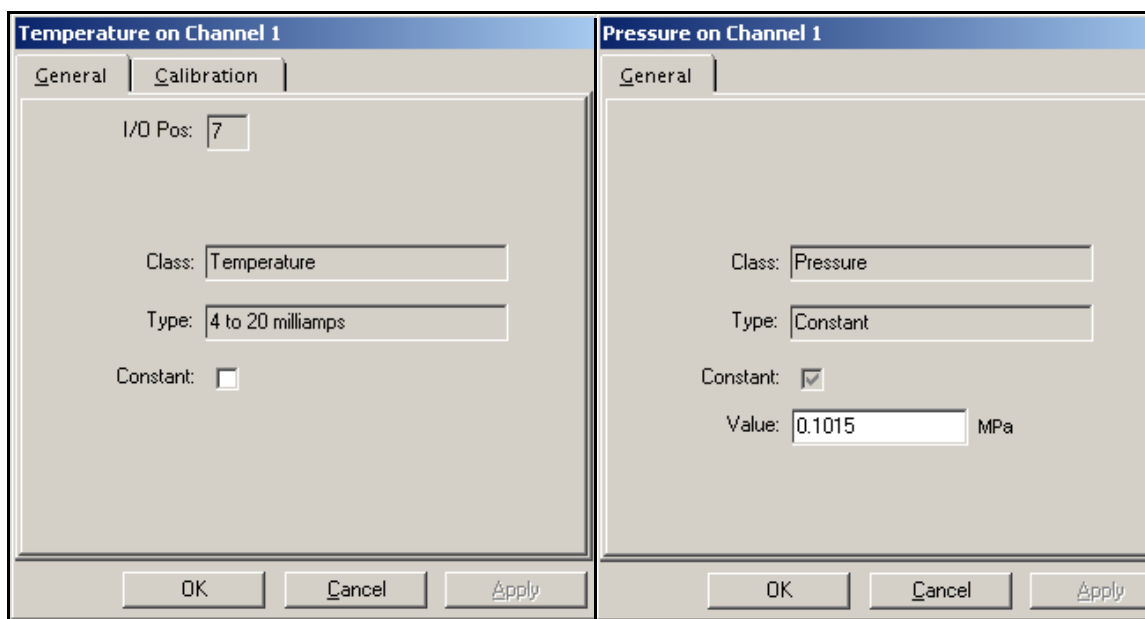 Temperature on Channel 1
General Calibration
I/O Pos: 7
Class: Temperature
Type: 4 to 20 milliamps
Constant:
OK Cancel Apply
Pressure on Channel 1
General
Class: Pressure
Type: Constant
Constant:
Value: 0.1015 MPa
OK Cancel Apply